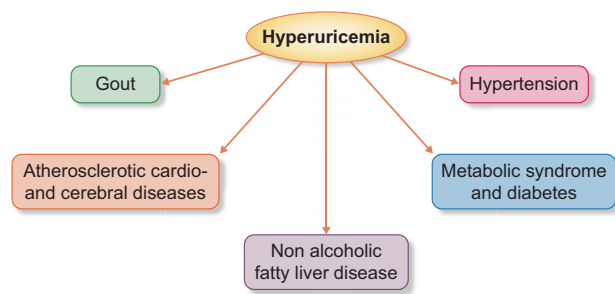 Hyperuricemia
Gout
Hypertension
Atherosclerotic cardio-
and cerebral diseases
Metabolic syndrome
and diabetes
Non alcoholic
fatty liver disease